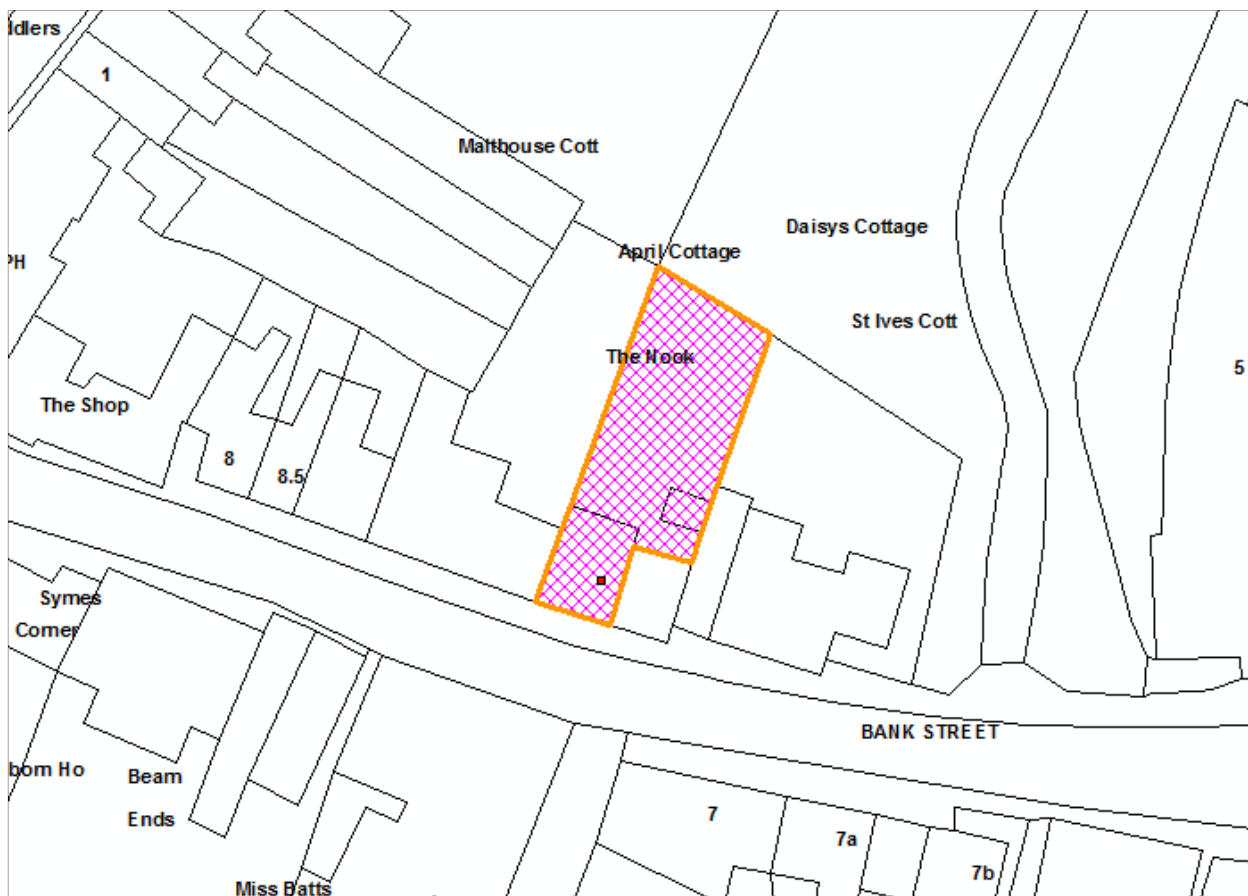 ddlers
1
Malthouse Cott
Daisys Cottage
April Cottage
PH
St Ives Cott
The Nook
5
The Shop
8
8.5
Symes
Corner
BANK STREET
born Ho
Beam
Ends
7
7a
7b
Miss Batts